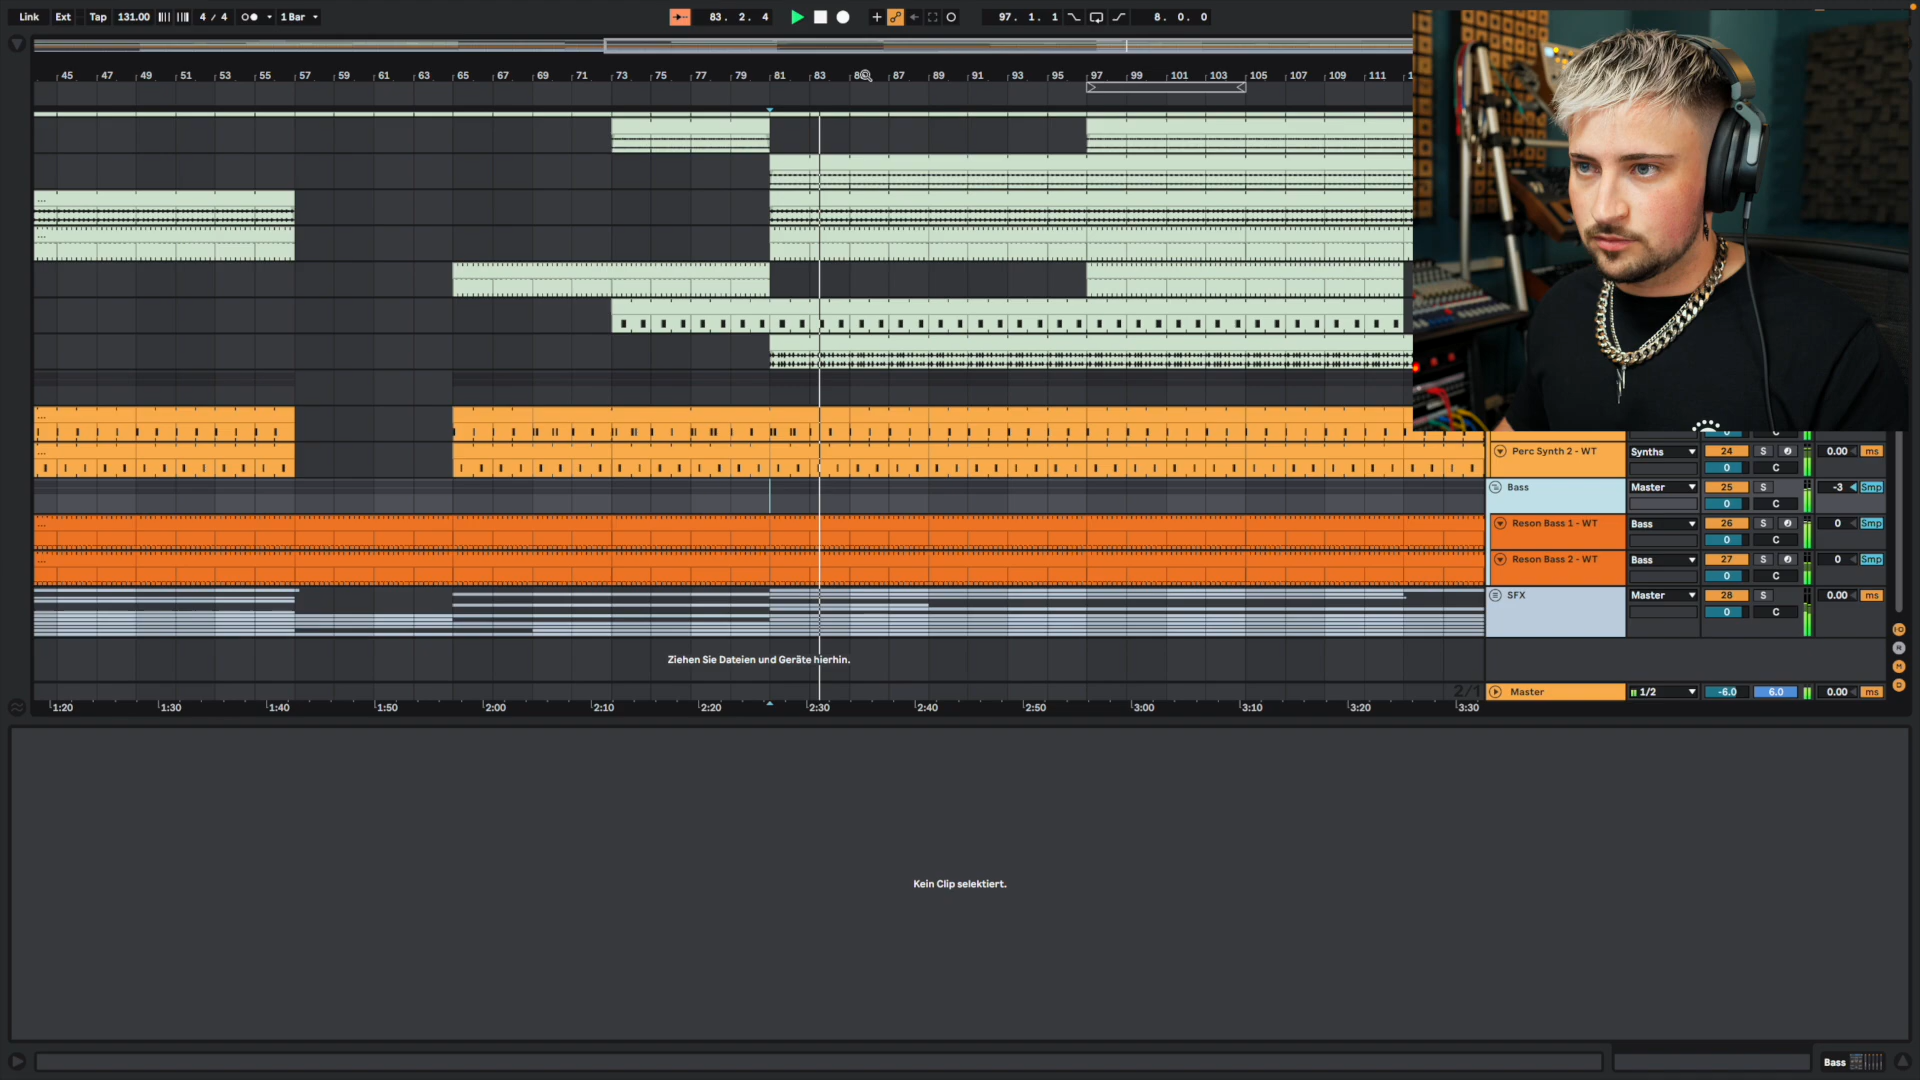 Link Ext Tap 131.00 4 / 4 1 Bar 83. 2. 4 97. 1. 1 8. 0. 0
45 47 49 51 53 55 57 59 61 63 65 67 69 71 73 75 77 79 81 83 87 89 91 93 95 97 99 101 103 105 107 109 111
C
Perc Synth 2 - WT Synths 24 S 0.00 ms
0 C
Bass Master 25 S -3 Smp
0 C
Reson Bass 1 - WT Bass 26 S 0 Smp
0 C
Reson Bass 2 - WT Bass 27 S 0 Smp
0 C
SFX Master 28 S 0.00 ms
0 C
Ziehen Sie Dateien und Geräte hierhin.
2/1 Master 1/2 -6.0 6.0 0.00 ms
I·O
R
M
D
1:20 1:30 1:40 1:50 2:00 2:10 2:20 2:30 2:40 2:50 3:00 3:10 3:20 3:30
Kein Clip selektiert.
Bass